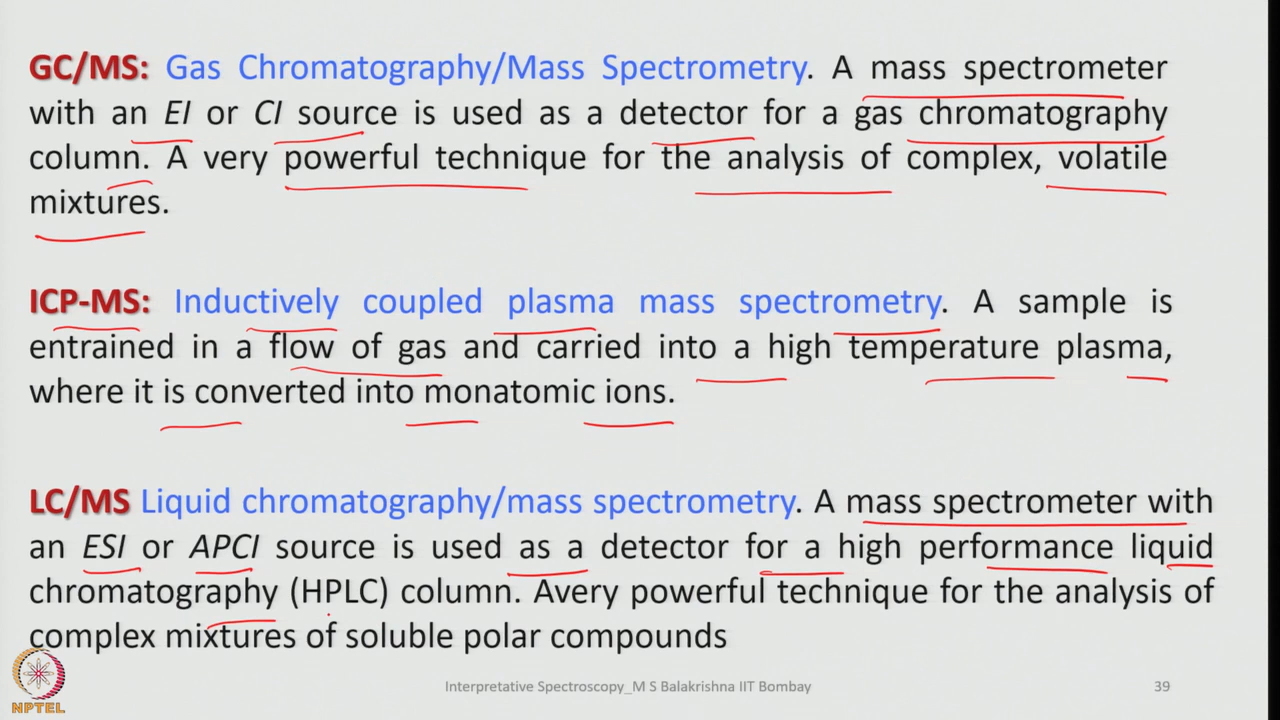 GC/MS: Gas Chromatography/Mass Spectrometry. A mass spectrometer
with an EI or CI source is used as a detector for a gas chromatography
column. A very powerful technique for the analysis of complex, volatile
mixtures.
ICP-MS: Inductively coupled plasma mass spectrometry. A sample is
entrained in a flow of gas and carried into a high temperature plasma,
where it is converted into monatomic ions.
LC/MS Liquid chromatography/mass spectrometry. A mass spectrometer with
an ESI or APCI source is used as a detector for a high performance liquid
chromatography (HPLC) column. Avery powerful technique for the analysis of
complex mixtures of soluble polar compounds
NPTEL
Interpretative Spectroscopy_M S Balakrishna IIT Bombay
39